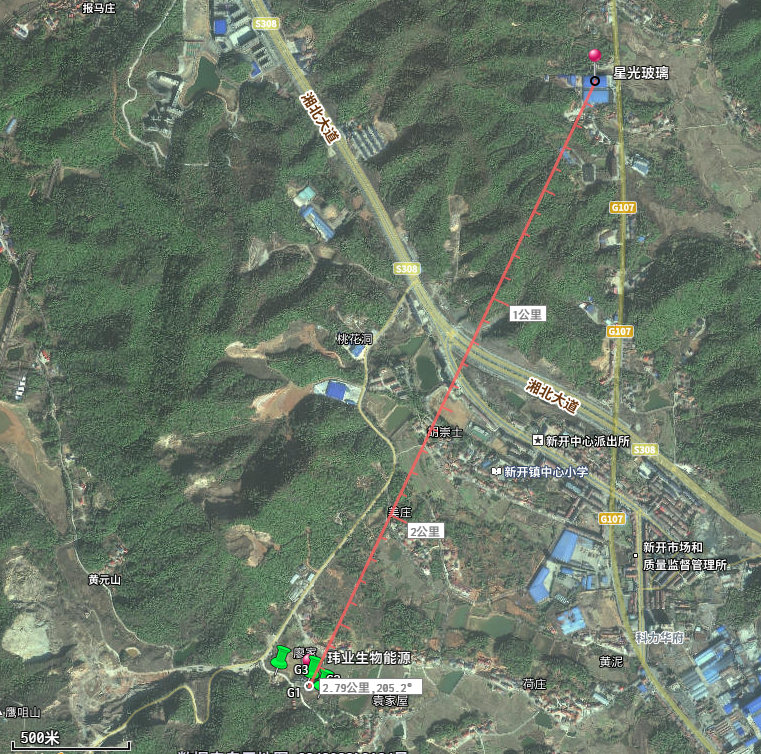 报马庄
S308
星光玻璃
湘北大道
G107
S308
1公里
G107
桃花洞
湘北大道
胡崇士
新开中心派出所
S308
新开镇中心小学
姜庄
G107
2公里
新开市场和
质量监督管理所
黄元山
科力华府
廖家
玮业生物能源
黄泥
G3
G2
荷庄
G1
2.79公里,205.2°
袁家屋
鹰咀山
500米